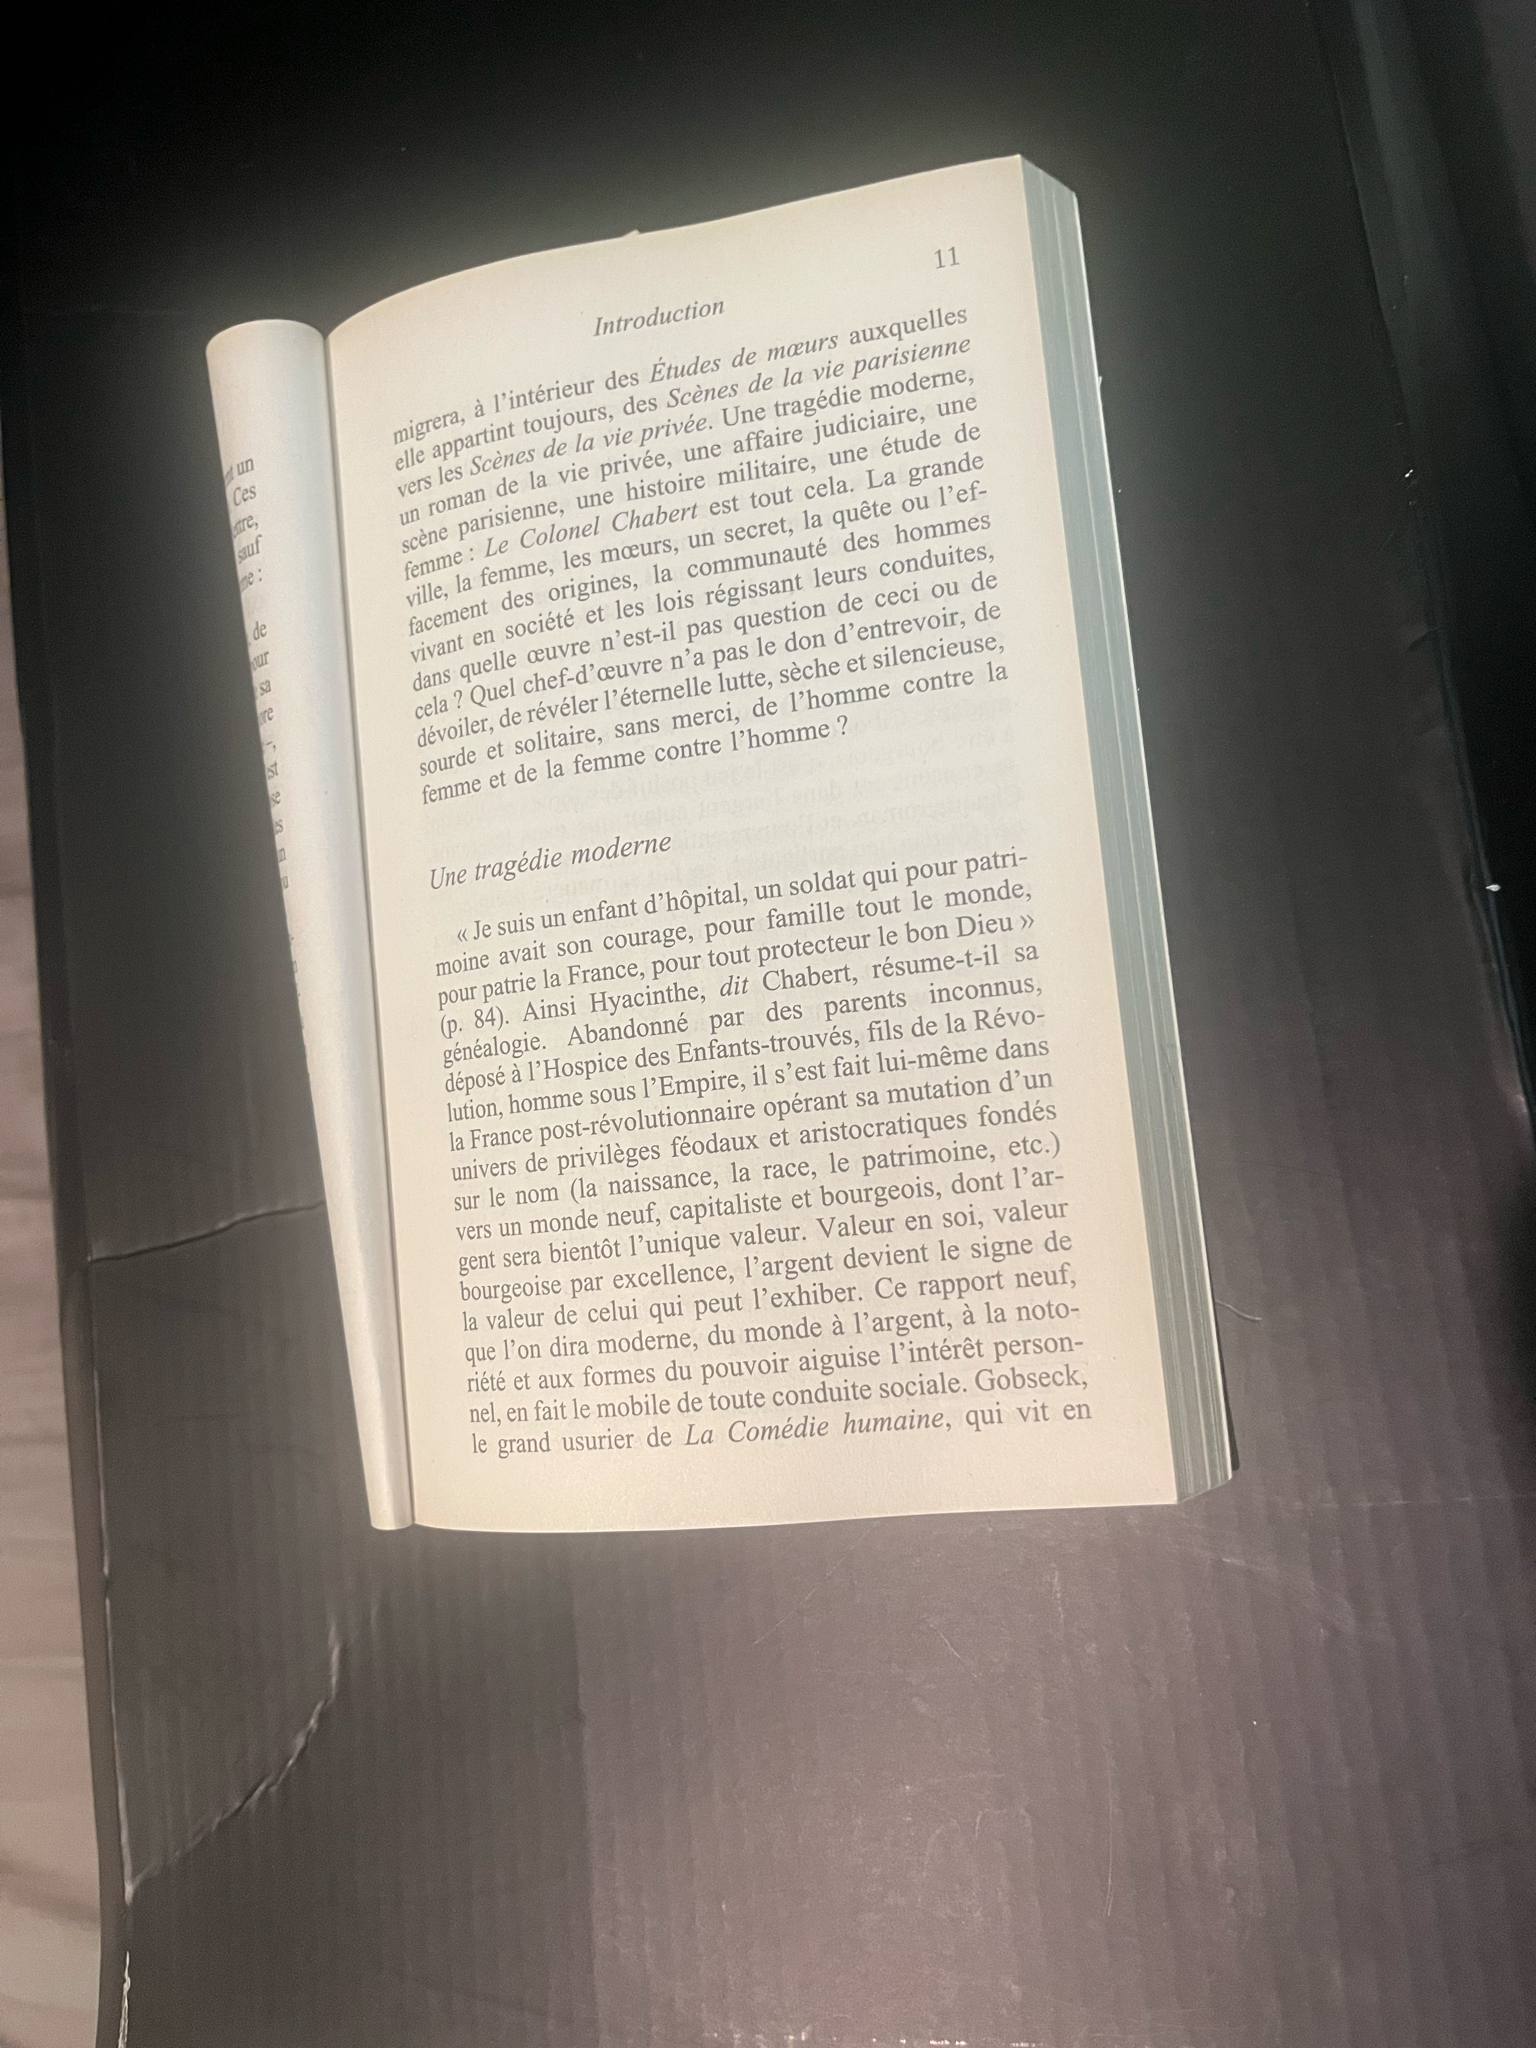 un
Ces
sauf
de
sa
11
Introduction
migrera, à l'intérieur des Études de mœurs auxquelles
elle appartint toujours, des Scènes de la vie parisienne
vers les Scènes de la vie privée. Une tragédie moderne,
un roman de la vie privée, une affaire judiciaire, une
scène parisienne, une histoire militaire, une étude de
femme : Le Colonel Chabert est tout cela. La grande
ville, la femme, les mœurs, un secret, la quête ou l'ef-
facement des origines, la communauté des hommes
vivant en société et les lois régissant leurs conduites,
dans quelle œuvre n'est-il pas question de ceci ou de
cela ? Quel chef-d'œuvre n'a pas le don d'entrevoir, de
dévoiler, de révéler l'éternelle lutte, sèche et silencieuse,
sourde et solitaire, sans merci, de l'homme contre la
femme et de la femme contre l'homme ?
Une tragédie moderne
« Je suis un enfant d'hôpital, un soldat qui pour patri-
moine avait son courage, pour famille tout le monde,
pour patrie la France, pour tout protecteur le bon Dieu »
(p. 84). Ainsi Hyacinthe, dit Chabert, résume-t-il sa
généalogie. Abandonné par des parents inconnus,
déposé à l'Hospice des Enfants-trouvés, fils de la Révo-
lution, homme sous l'Empire, il s'est fait lui-même dans
la France post-révolutionnaire opérant sa mutation d'un
univers de privilèges féodaux et aristocratiques fondés
sur le nom (la naissance, la race, le patrimoine, etc.)
vers un monde neuf, capitaliste et bourgeois, dont l'ar-
gent sera bientôt l'unique valeur. Valeur en soi, valeur
bourgeoise par excellence, l'argent devient le signe de
la valeur de celui qui peut l'exhiber. Ce rapport neuf,
que l'on dira moderne, du monde à l'argent, à la noto-
riété et aux formes du pouvoir aiguise l'intérêt person-
nel, en fait le mobile de toute conduite sociale. Gobseck,
le grand usurier de La Comédie humaine, qui vit en